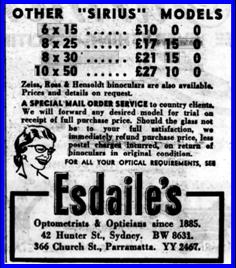 OTHER "SIRIUS" MODELS
6 x 15 ...... £10 0 0
8 x 25 ...... £17 15 0
8 x 30 ...... £21 15 0
10 x 50 ...... £27 10 0
Zeiss, Ross & Hensoldt binoculars are also available.
Prices and details on request.
A SPECIAL MAIL ORDER SERVICE to country clients.
We will forward any desired model for trial on
receipt of full purchase price. Should the glass not
be to your full satisfaction, we
immediately refund purchase price, less
postal charges incurred, on return of
binoculars in original condition.
FOR ALL YOUR OPTICAL REQUIREMENTS, SEE
Esdaile's
Optometrists & Opticians since 1885.
42 Hunter St., Sydney. BW 8631.
366 Church St., Parramatta. YY 2467.